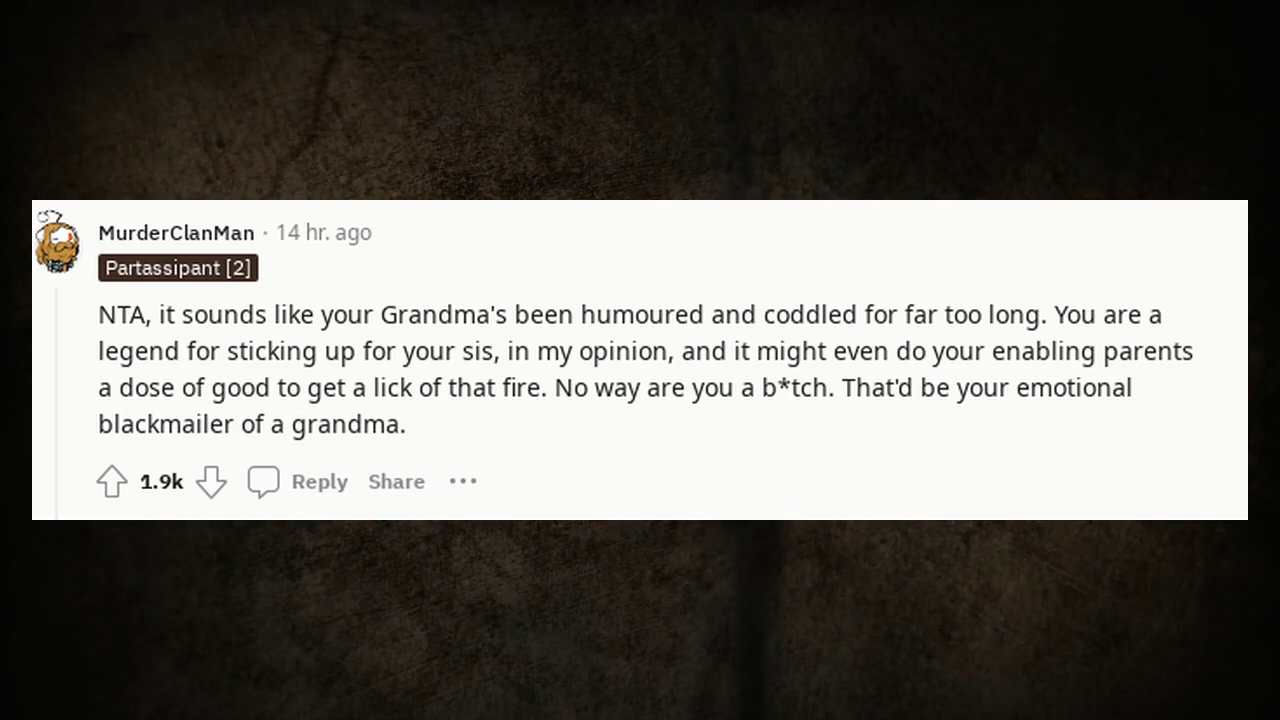 MurderClanMan · 14 hr. ago
Partassipant [2]
NTA, it sounds like your Grandma's been humoured and coddled for far too long. You are a
legend for sticking up for your sis, in my opinion, and it might even do your enabling parents
a dose of good to get a lick of that fire. No way are you a b*tch. That'd be your emotional
blackmailer of a grandma.
1.9k Reply Share •••